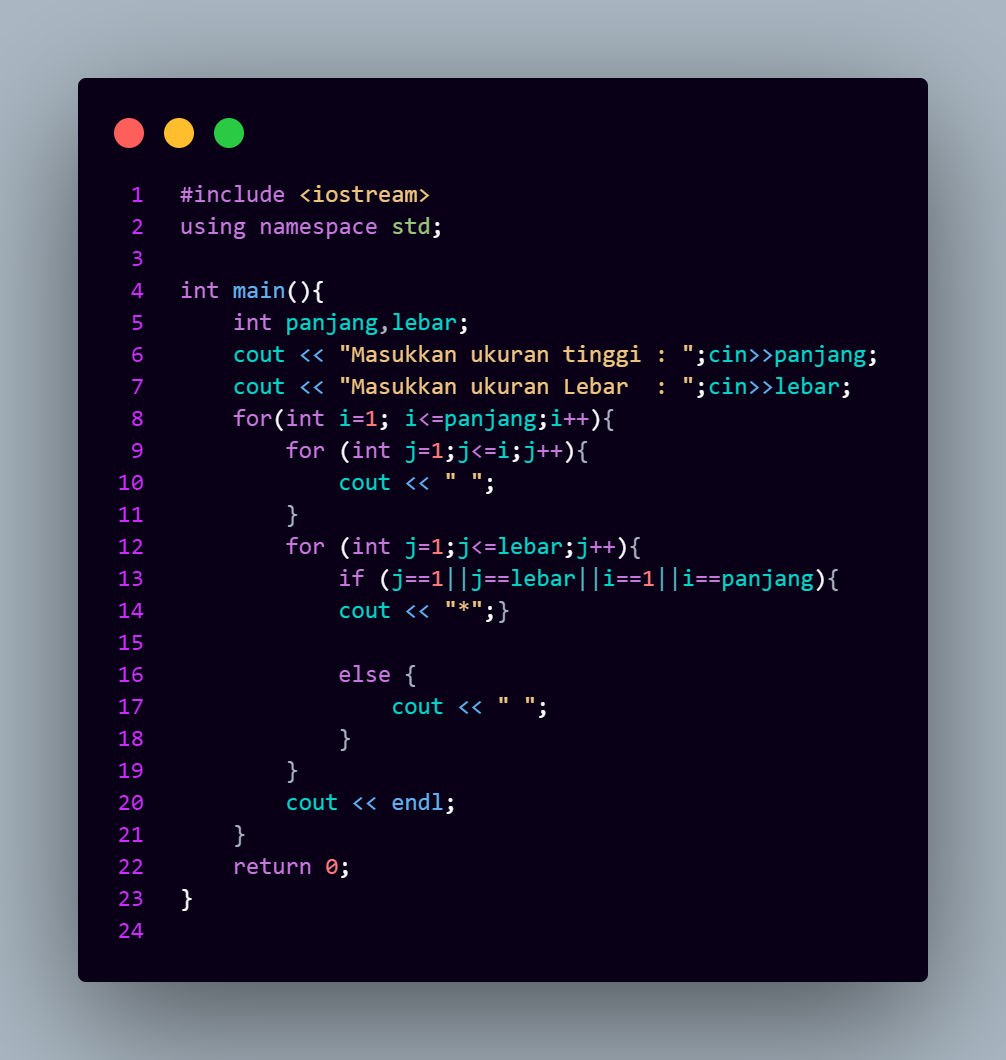 1 #include <iostream>
2 using namespace std;
3
4 int main(){
5     int panjang,lebar;
6     cout << "Masukkan ukuran tinggi : ";cin>>panjang;
7     cout << "Masukkan ukuran Lebar  : ";cin>>lebar;
8     for(int i=1; i<=panjang;i++){
9         for (int j=1;j<=i;j++){
10             cout << " ";
11         }
12         for (int j=1;j<=lebar;j++){
13             if (j==1||j==lebar||i==1||i==panjang){
14             cout << "*";}
15
16             else {
17                 cout << " ";
18             }
19         }
20         cout << endl;
21     }
22     return 0;
23 }
24